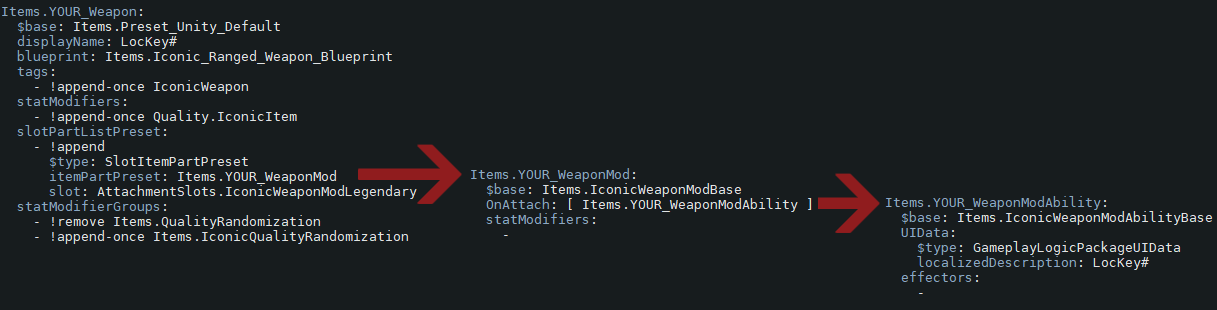 Items.YOUR_Weapon:
  $base: Items.Preset_Unity_Default
  displayName: LocKey#
  blueprint: Items.Iconic_Ranged_Weapon_Blueprint
  tags:
    - !append-once IconicWeapon
  statModifiers:
    - !append-once Quality.IconicItem
  slotPartListPreset:
    - !append
      $type: SlotItemPartPreset
      itemPartPreset: Items.YOUR_WeaponMod
      slot: AttachmentSlots.IconicWeaponModLegendary
  statModifierGroups:
    - !remove Items.QualityRandomization
    - !append-once Items.IconicQualityRandomization
Items.YOUR_WeaponMod:
  $base: Items.IconicWeaponModBase
  OnAttach: [ Items.YOUR_WeaponModAbility ]
  statModifiers:
    -
Items.YOUR_WeaponModAbility:
  $base: Items.IconicWeaponModAbilityBase
  UIData:
    $type: GameplayLogicPackageUIData
    localizedDescription: LocKey#
  effectors:
    -